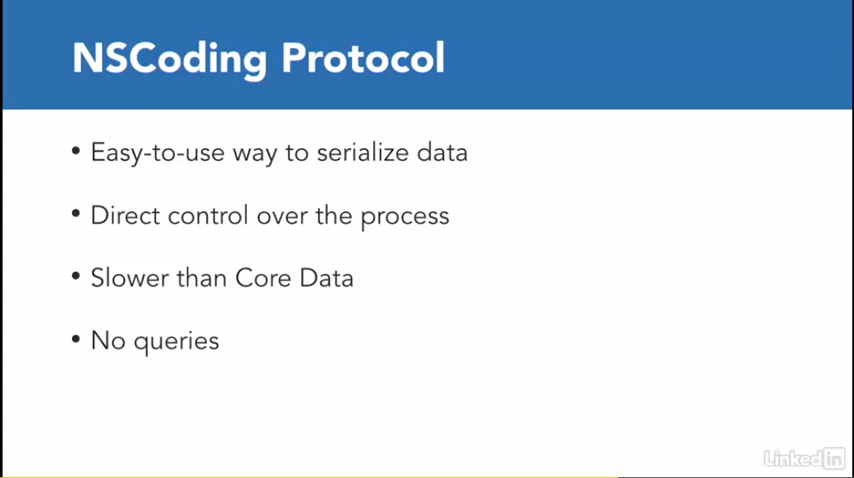 NSCoding Protocol
• Easy-to-use way to serialize data
• Direct control over the process
• Slower than Core Data
• No queries
LinkedIn